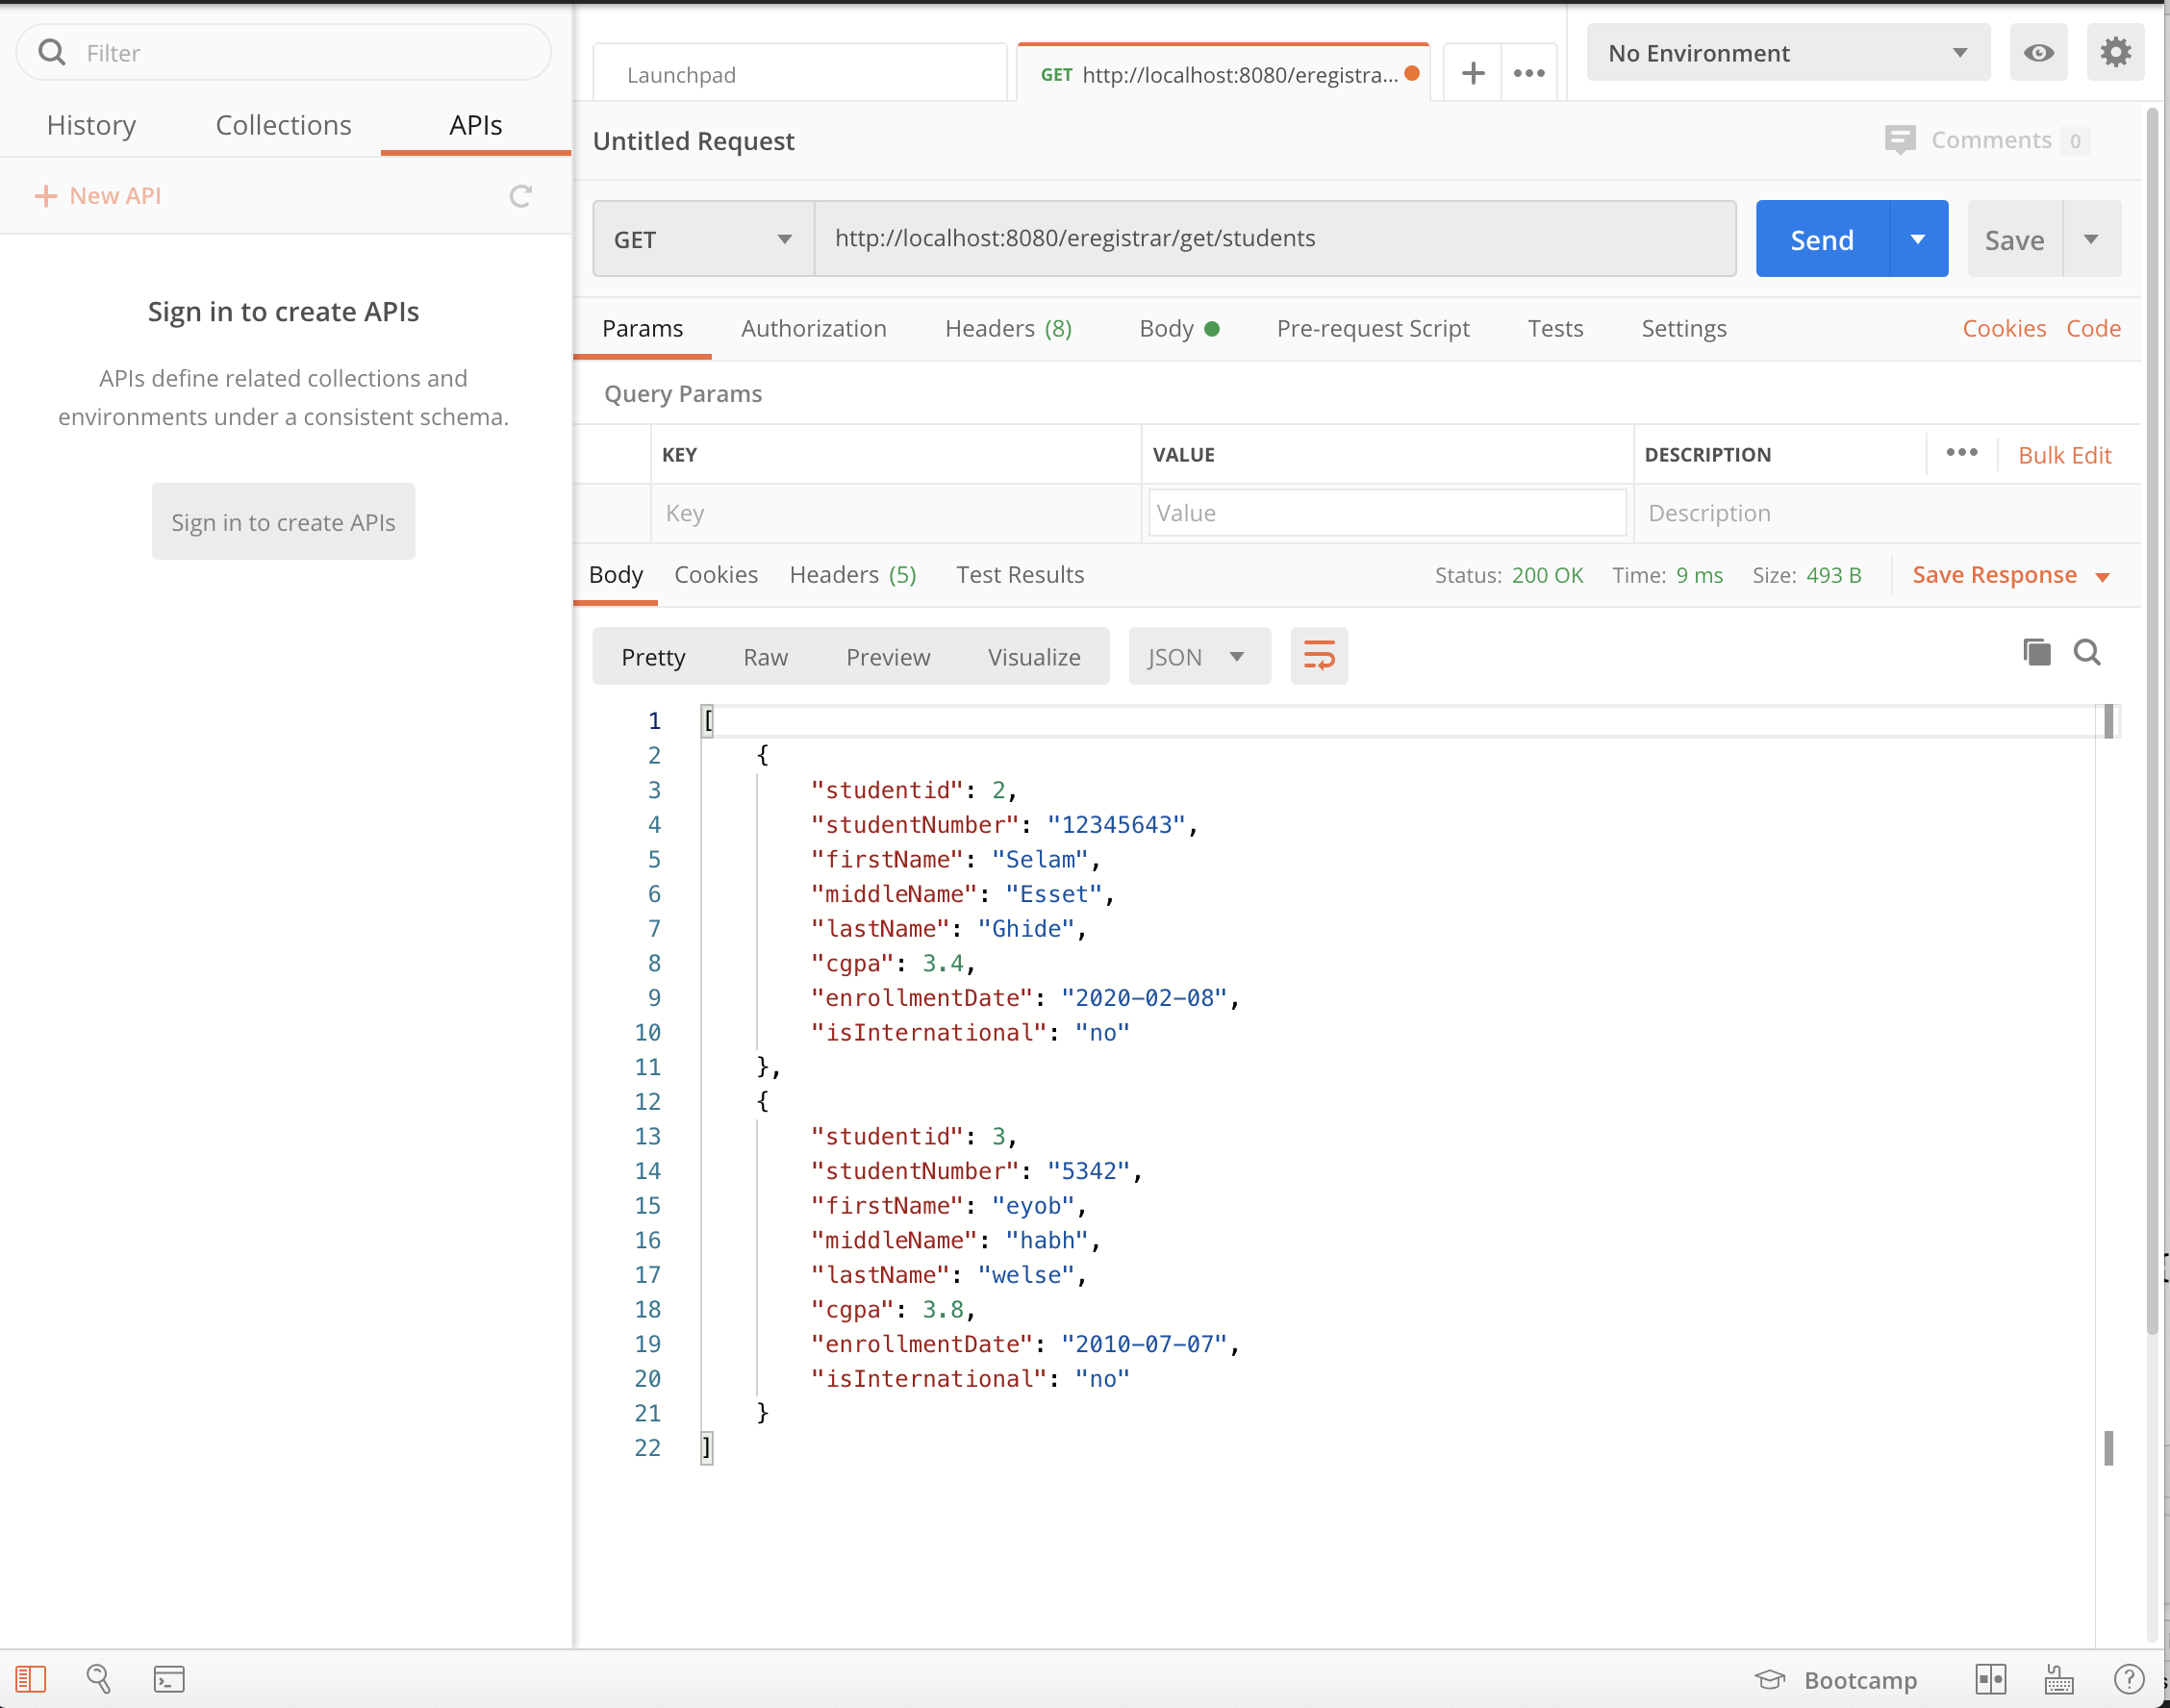 Filter
History Collections APIs
+ New API
Sign in to create APIs
APIs define related collections and
environments under a consistent schema.
Sign in to create APIs
Launchpad
GET http://localhost:8080/eregistra...
No Environment
Untitled Request
Comments 0
GET http://localhost:8080/eregistrar/get/students
Send Save
Params Authorization Headers (8) Body Pre-request Script Tests Settings Cookies Code
Query Params
KEY VALUE DESCRIPTION Bulk Edit
Key Value Description
Body Cookies Headers (5) Test Results Status: 200 OK Time: 9 ms Size: 493 B Save Response
Pretty Raw Preview Visualize JSON
1 [
2 {
3 "studentid": 2,
4 "studentNumber": "12345643",
5 "firstName": "Selam",
6 "middleName": "Esset",
7 "lastName": "Ghide",
8 "cgpa": 3.4,
9 "enrollmentDate": "2020-02-08",
10 "isInternational": "no"
11 },
12 {
13 "studentid": 3,
14 "studentNumber": "5342",
15 "firstName": "eyob",
16 "middleName": "habh",
17 "lastName": "welse",
18 "cgpa": 3.8,
19 "enrollmentDate": "2010-07-07",
20 "isInternational": "no"
21 }
22 ]
Bootcamp